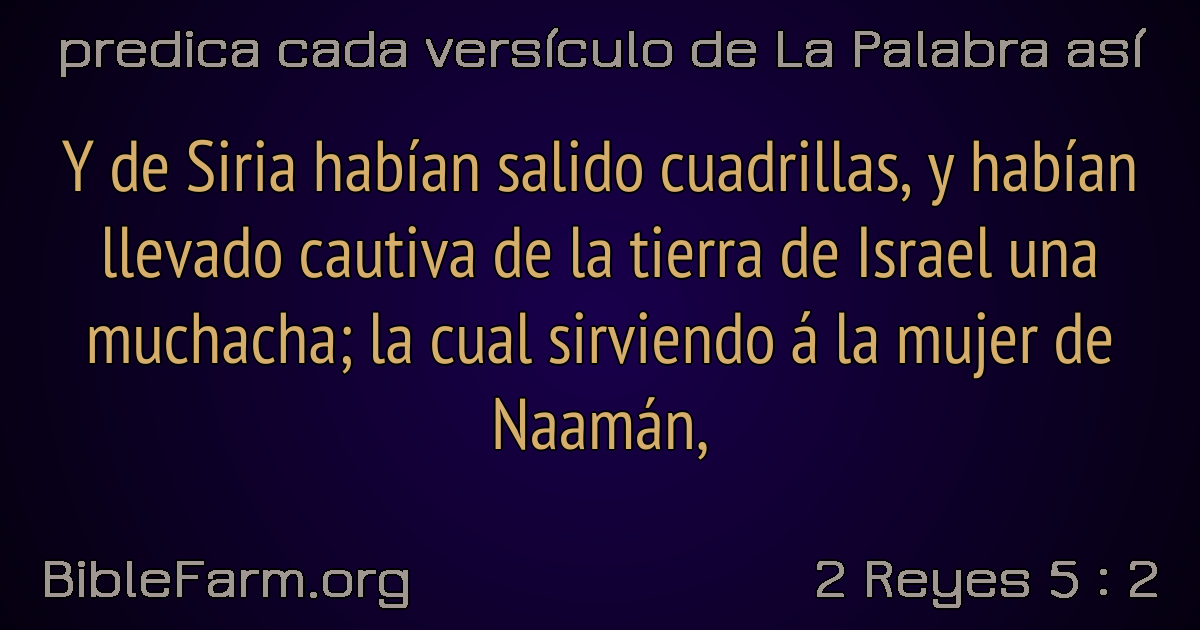 predica cada versículo de La Palabra así
Y de Siria habían salido cuadrillas, y habían
llevado cautiva de la tierra de Israel una
muchacha; la cual sirviendo á la mujer de
Naamán,
BibleFarm.org
2 Reyes 5 : 2